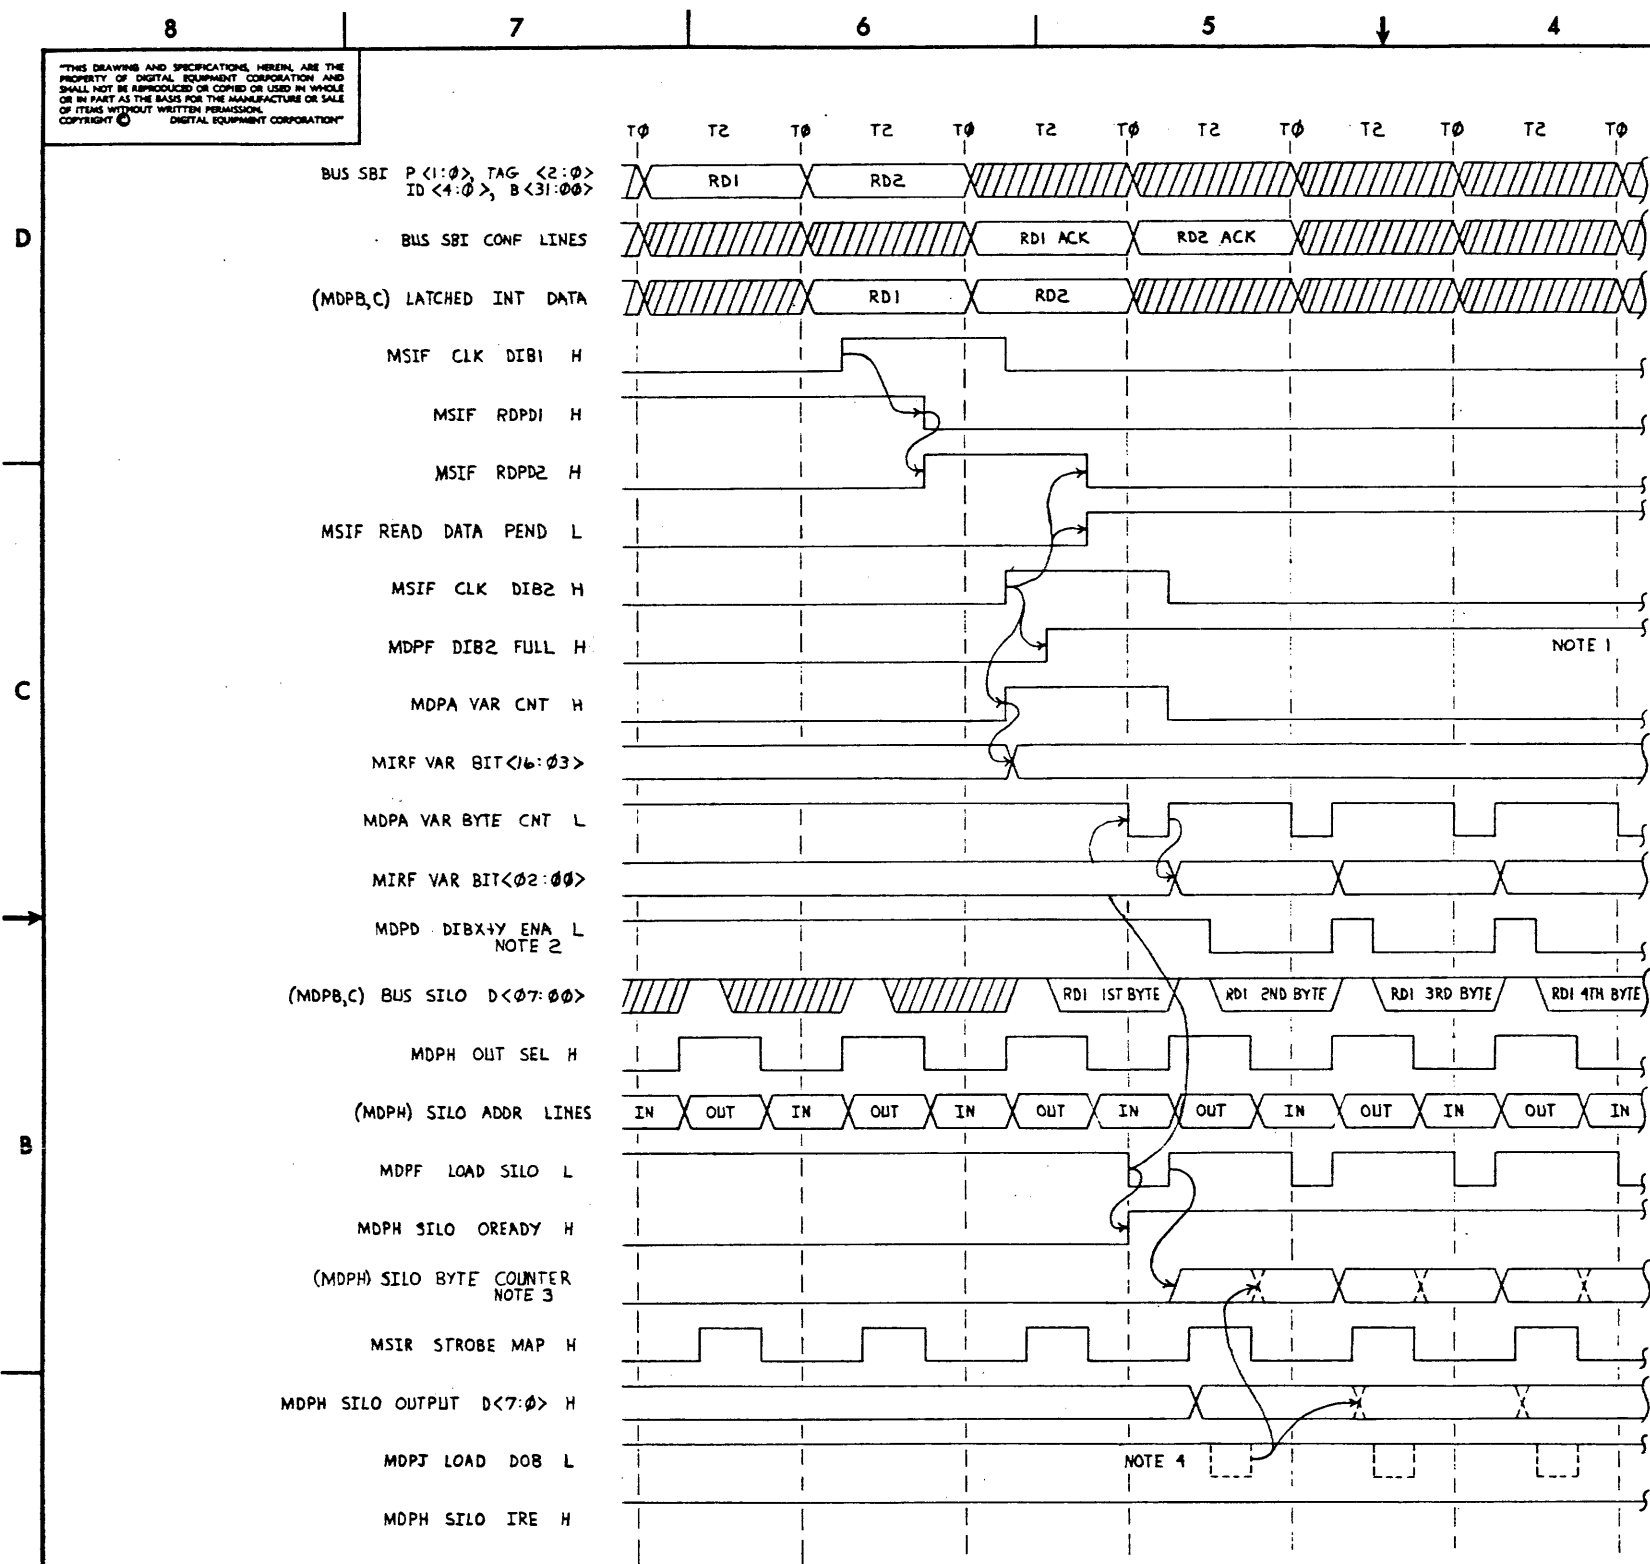 8 7 6 5 4
"THIS DRAWING AND SPECIFICATIONS, HEREIN, ARE THE
PROPERTY OF DIGITAL EQUIPMENT CORPORATION AND
SHALL NOT BE REPRODUCED OR COPIED OR USED IN WHOLE
OR IN PART AS THE BASIS FOR THE MANUFACTURE OR SALE
OF ITEMS WITHOUT WRITTEN PERMISSION.
COPYRIGHT © DIGITAL EQUIPMENT CORPORATION"
TØ T2 TØ T2 TØ T2 TØ T2 TØ T2 TØ T2 TØ
BUS SBI P<1:Ø>, TAG <2:Ø>
ID<4:Ø>, B<31:ØØ>
RD1 RD2
D
BUS SBI CONF LINES RD1 ACK RD2 ACK
(MDPB,C) LATCHED INT DATA RD1 RD2
MSIF CLK DIB1 H
MSIF RDPD1 H
MSIF RDPD2 H
MSIF READ DATA PEND L
MSIF CLK DIB2 H
MDPF DIB2 FULL H NOTE 1
C
MDPA VAR CNT H
MIRF VAR BIT<16:Ø3>
MDPA VAR BYTE CNT L
MIRF VAR BIT<Ø2:ØØ>
MDPD DIBX+Y ENA L
NOTE 2
(MDPB,C) BUS SILO D<Ø7:ØØ> RD1 1ST BYTE RD1 2ND BYTE RD1 3RD BYTE RD1 4TH BYTE
MDPH OUT SEL H
(MDPH) SILO ADDR LINES IN OUT IN OUT IN OUT IN OUT IN OUT IN OUT IN
B
MDPF LOAD SILO L
MDPH SILO OREADY H
(MDPH) SILO BYTE COUNTER
NOTE 3
MSIR STROBE MAP H
MDPH SILO OUTPUT D<7:Ø> H
MDPJ LOAD DOB L NOTE 4
MDPH SILO IRE H